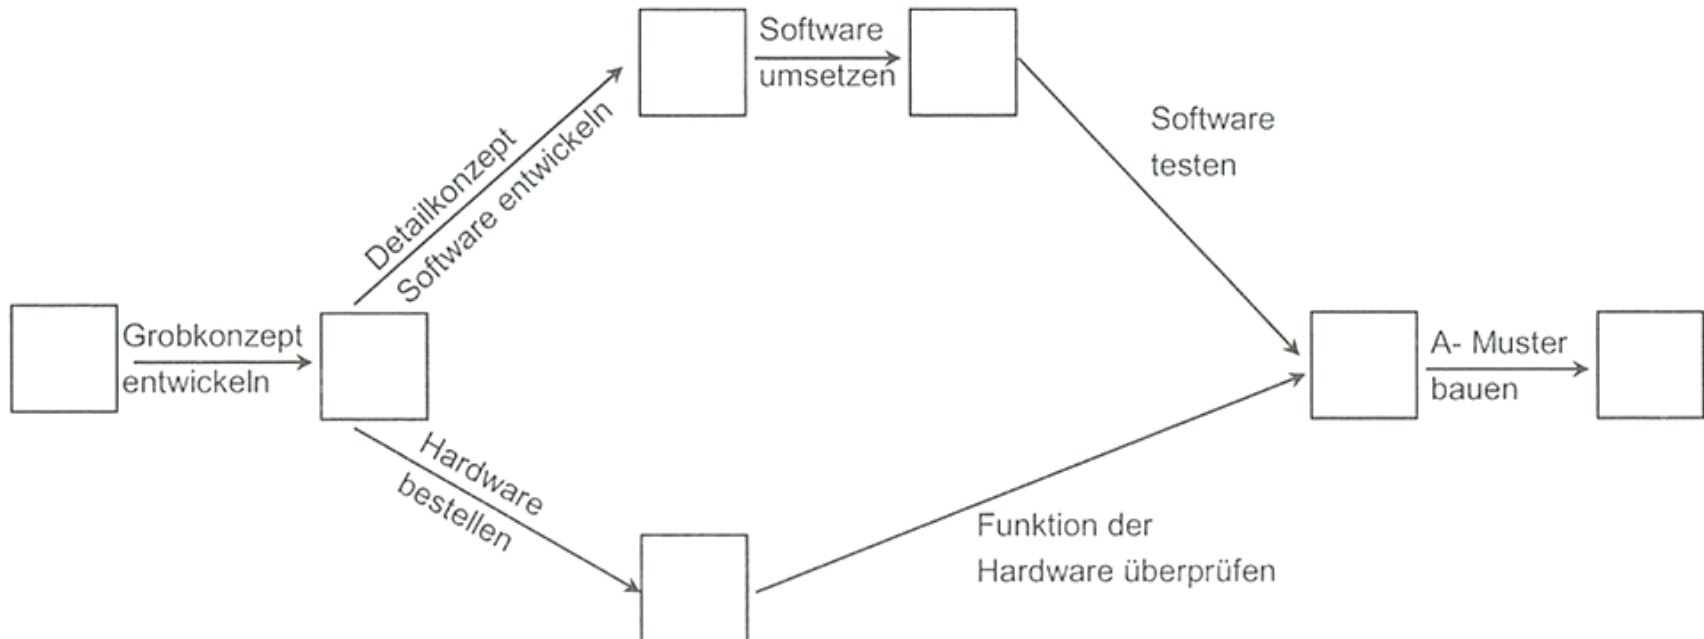 Software
umsetzen
Software
testen
Detailkonzept
Software entwickeln
Grobkonzept
entwickeln
A- Muster
bauen
Hardware
bestellen
Funktion der
Hardware überprüfen